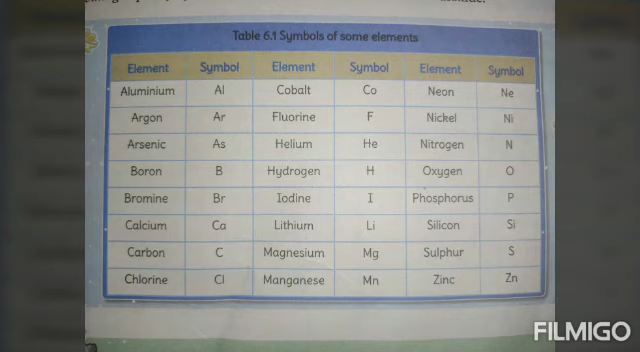 Table 6.1 Symbols of some elements
Element Symbol Element Symbol Element Symbol
Aluminium Al Cobalt Co Neon Ne
Argon Ar Fluorine F Nickel Ni
Arsenic As Helium He Nitrogen N
Boron B Hydrogen H Oxygen O
Bromine Br Iodine I Phosphorus P
Calcium Ca Lithium Li Silicon Si
Carbon C Magnesium Mg Sulphur S
Chlorine Cl Manganese Mn Zinc Zn
FILMIGO